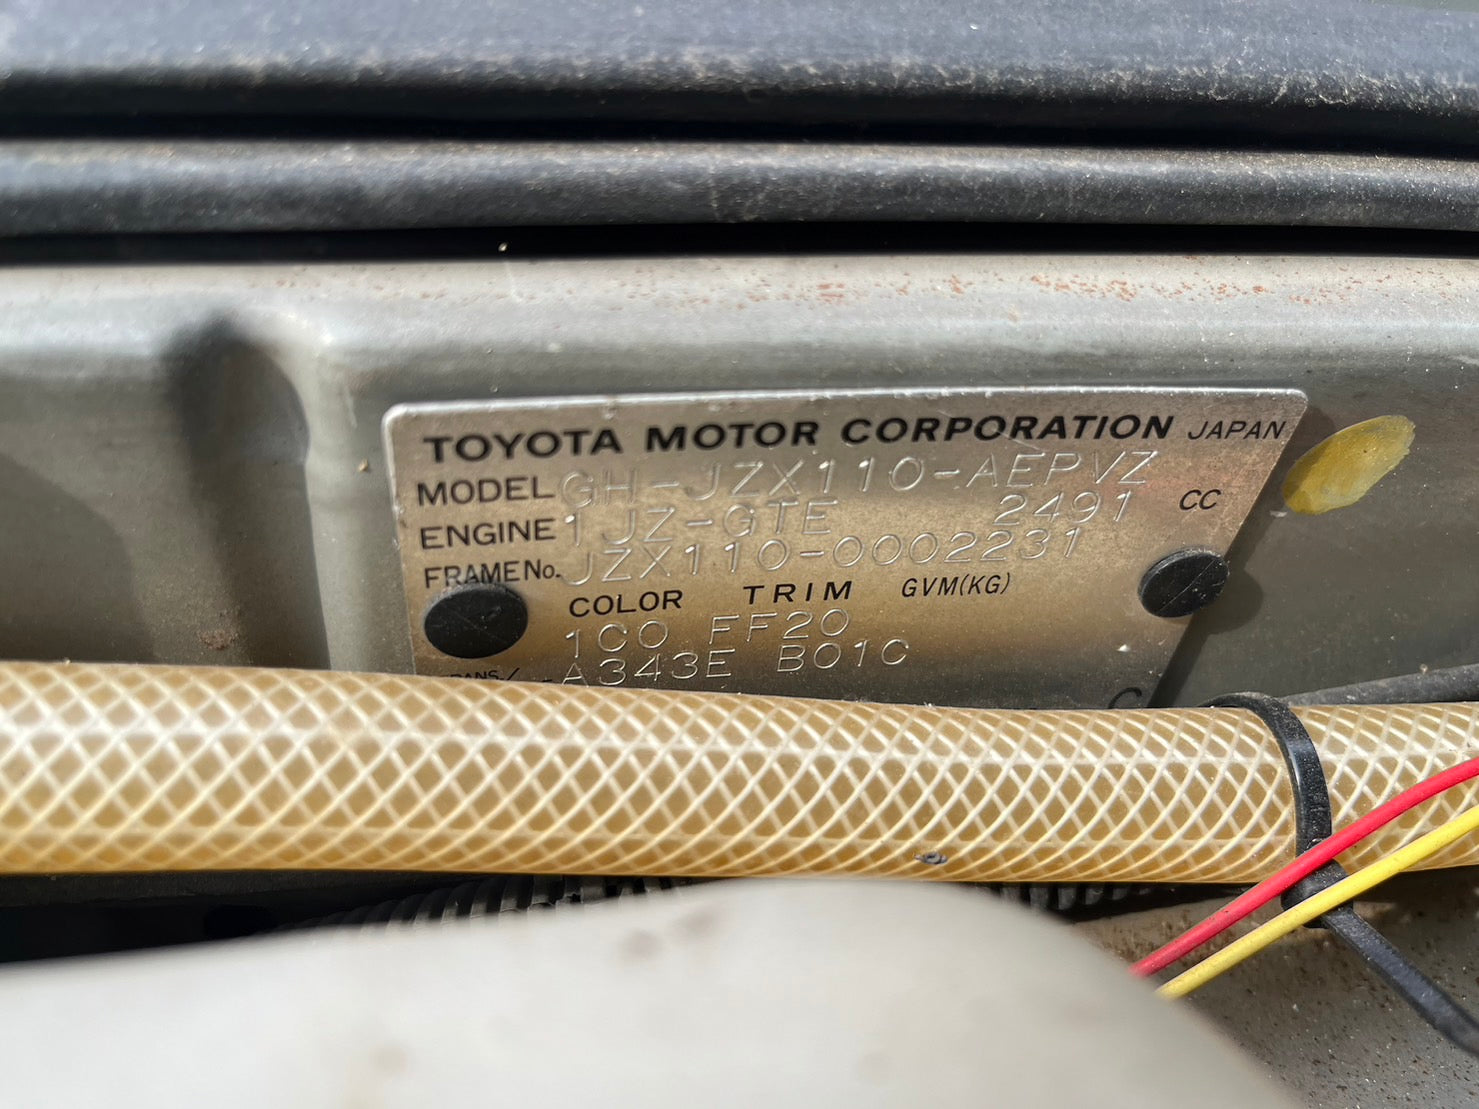 TOYOTA MOTOR CORPORATION JAPAN
MODEL GH-JZX110-AEPVZ
ENGINE 1JZ-GTE 2491 CC
FRAME No. JZX110-0002231
COLOR TRIM GVM(KG)
1C0 FF20
A343E B01C